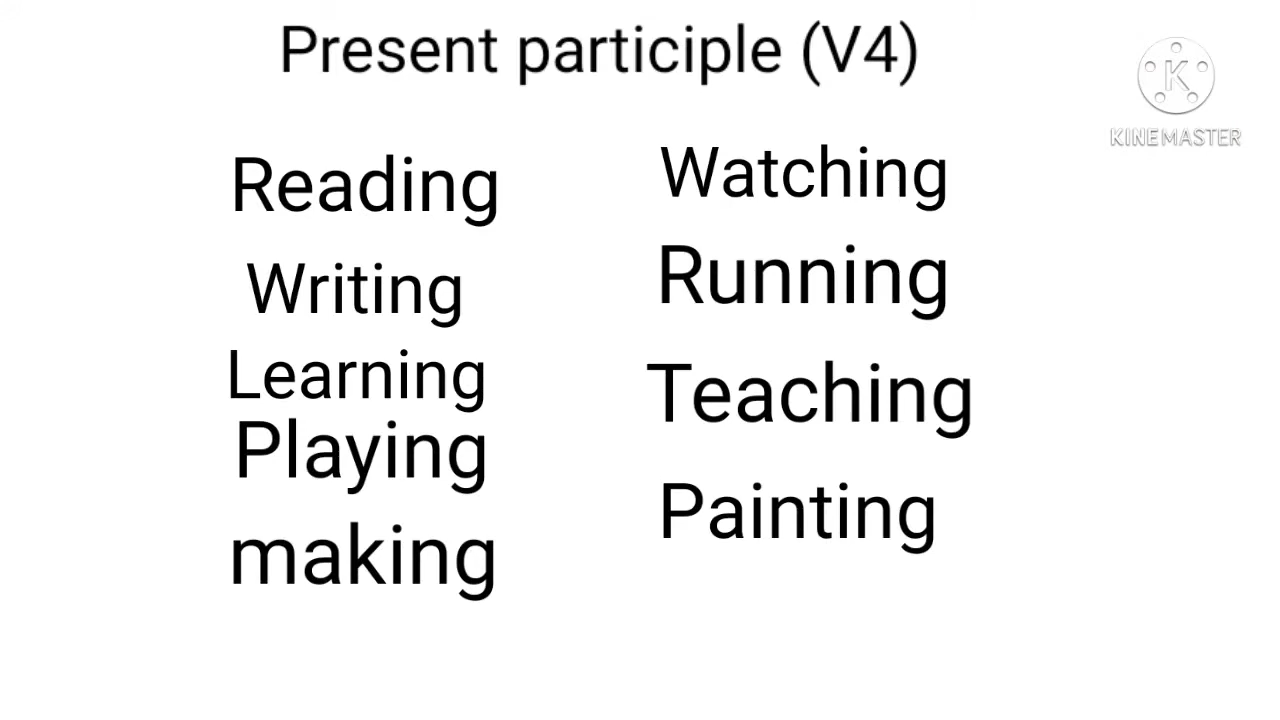 Present participle (V4)
KINEMASTER
Reading
Writing
Learning
Playing
making
Watching
Running
Teaching
Painting